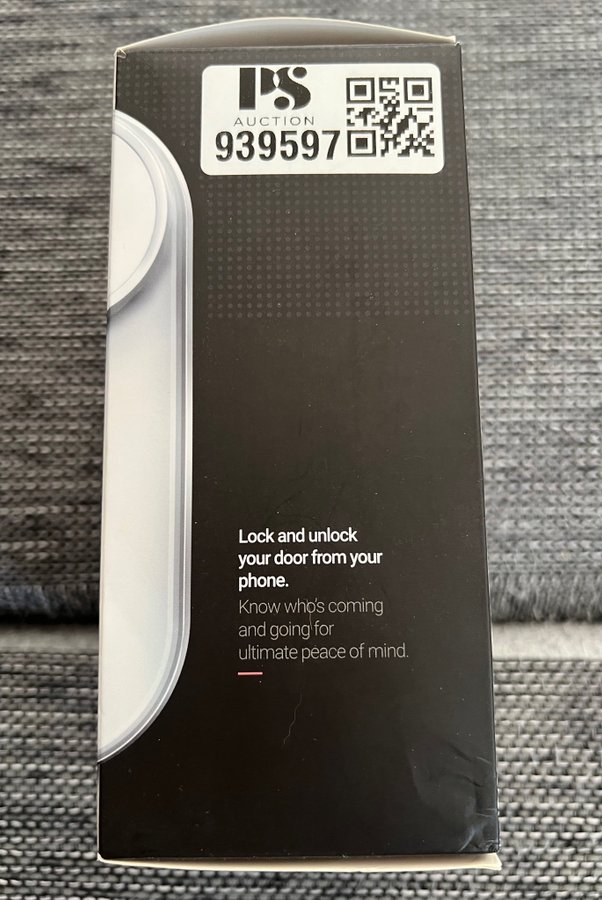 PS
AUCTION
939597
Lock and unlock
your door from your
phone.
Know who's coming
and going for
ultimate peace of mind.